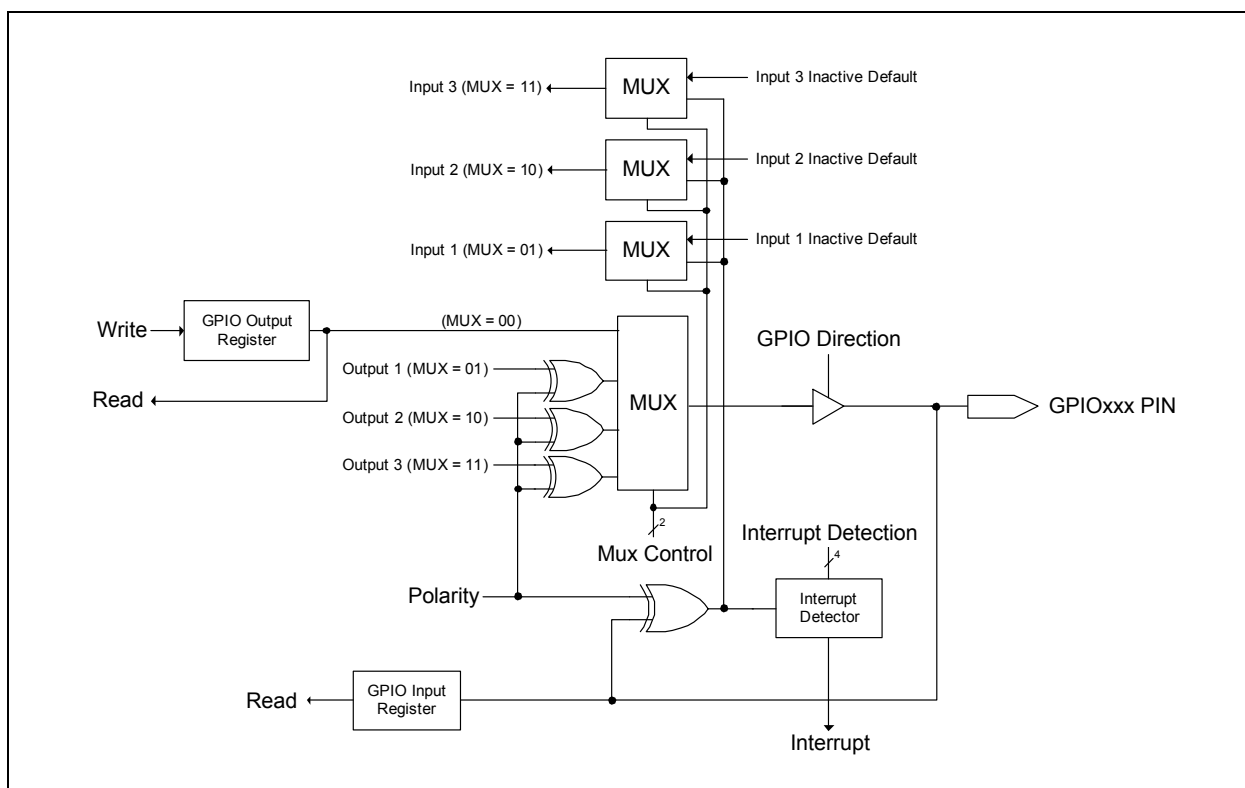 Input 3 (MUX = 11)
MUX
Input 3 Inactive Default
Input 2 (MUX = 10)
MUX
Input 2 Inactive Default
Input 1 (MUX = 01)
MUX
Input 1 Inactive Default
Write
GPIO Output
Register
(MUX = 00)
GPIO Direction
Output 1 (MUX = 01)
Read
MUX
GPIOxxx PIN
Output 2 (MUX = 10)
Output 3 (MUX = 11)
2
Mux Control
Interrupt Detection
4
Polarity
Interrupt
Detector
Read
GPIO Input
Register
Interrupt